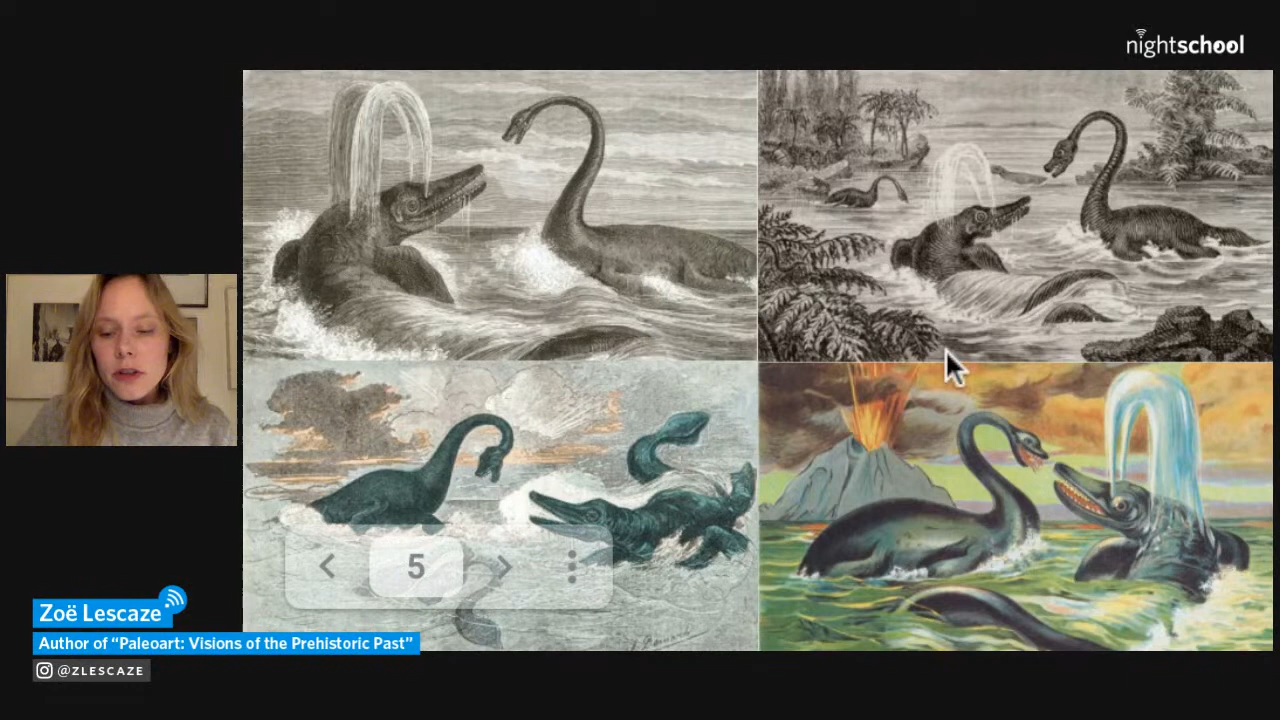 nightschool
5
Zoë Lescaze
Author of “Paleoart: Visions of the Prehistoric Past”
@ZLESCAZE